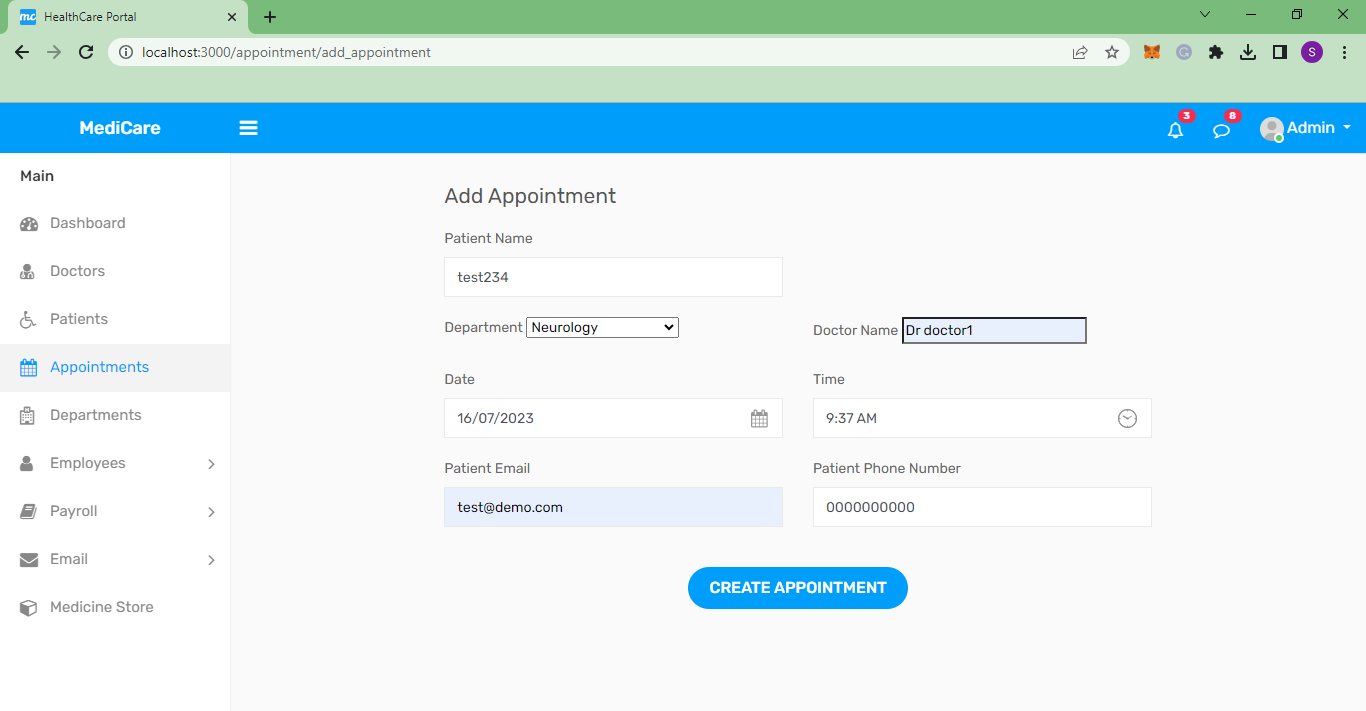 mc HealthCare Portal
localhost:3000/appointment/add_appointment
S
MediCare
3
8
Admin
Main
Dashboard
Doctors
Patients
Appointments
Departments
Employees
Payroll
Email
Medicine Store
Add Appointment
Patient Name
test234
Department Neurology
Doctor Name Dr doctor1
Date
Time
16/07/2023
9:37 AM
Patient Email
Patient Phone Number
test@demo.com
0000000000
CREATE APPOINTMENT